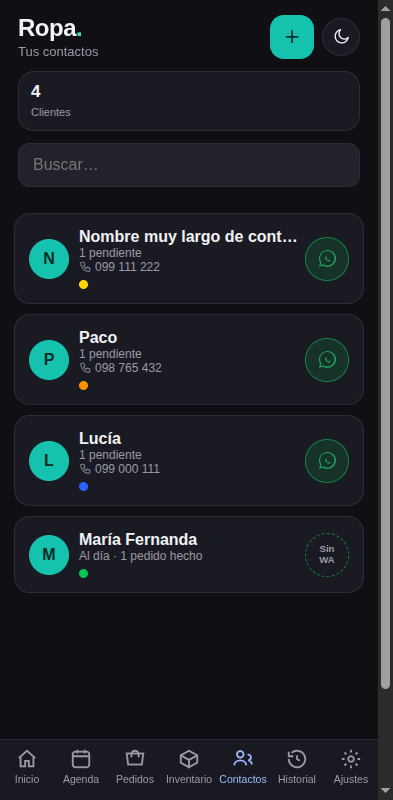 Ropa.
Tus contactos
4
Clientes
Buscar…
N
Nombre muy largo de cont…
1 pendiente
099 111 222
P
Paco
1 pendiente
098 765 432
L
Lucía
1 pendiente
099 000 111
M
María Fernanda
Al día · 1 pedido hecho
Sin
WA
Inicio Agenda Pedidos Inventario Contactos Historial Ajustes